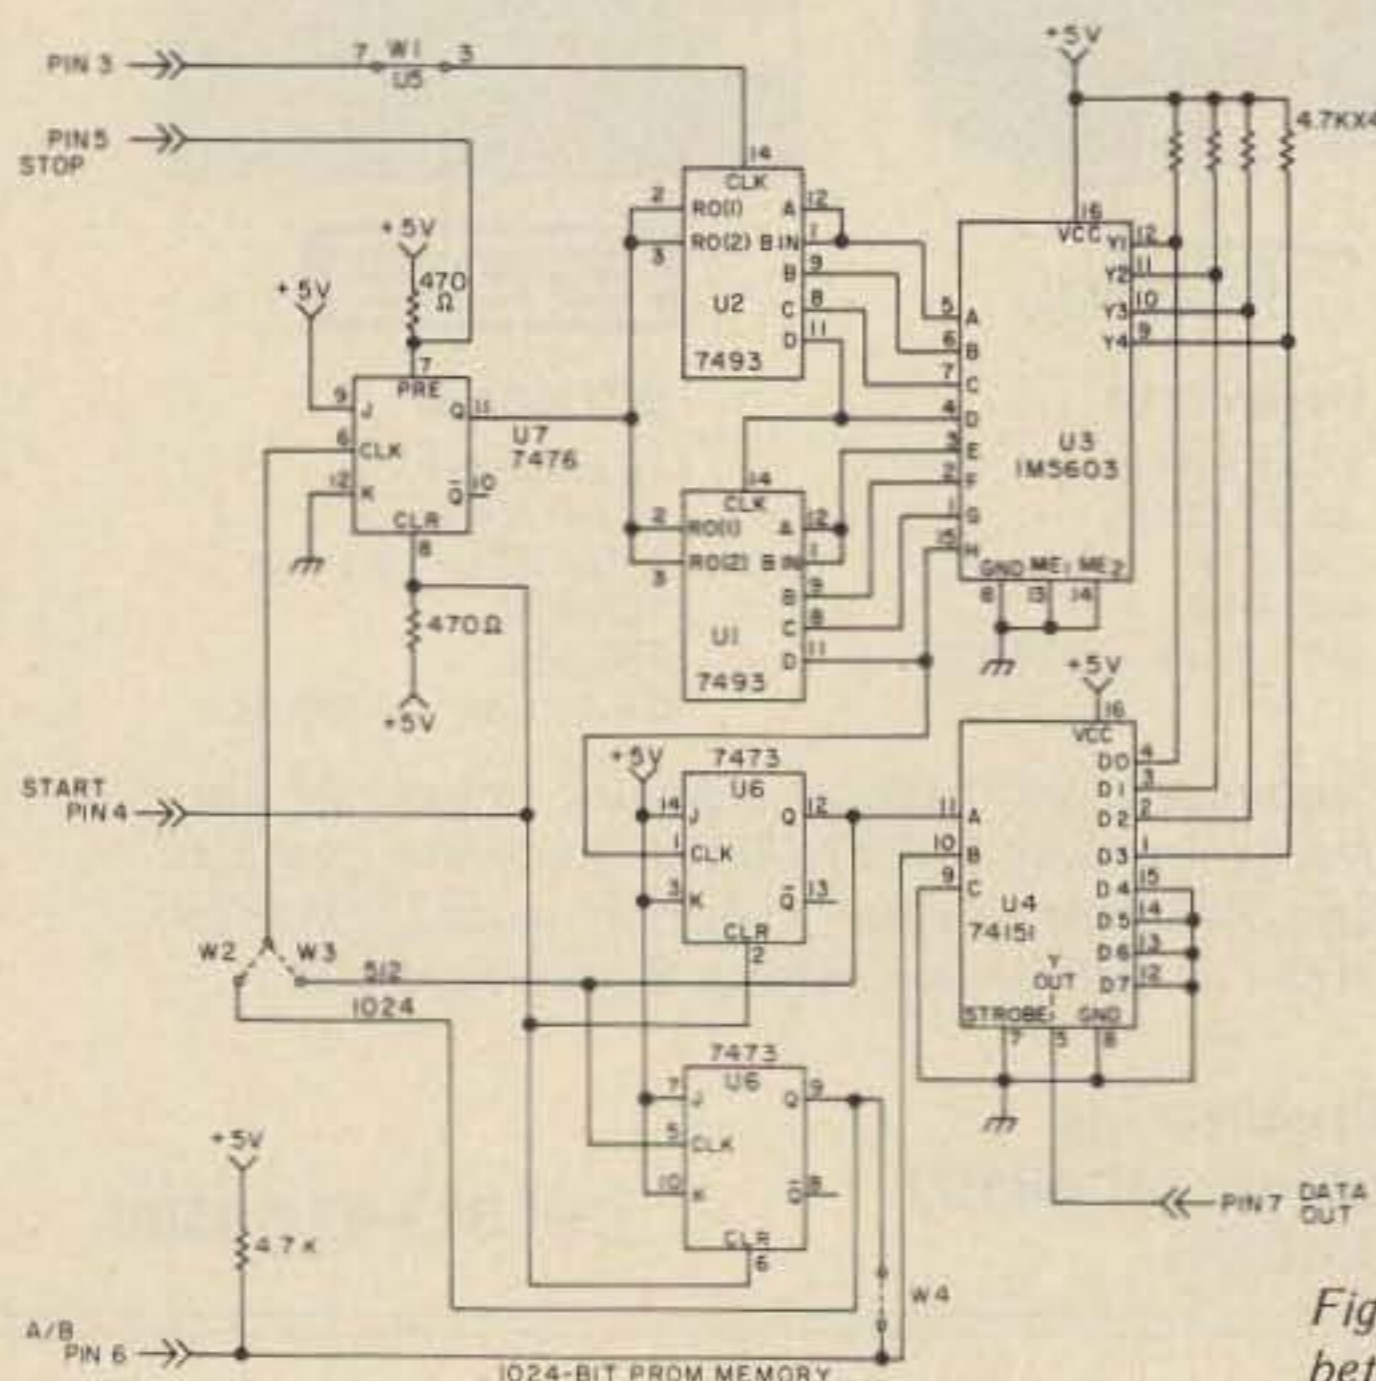 PIN 3
7 W1 3
U5
PIN 5
STOP
+5V
470
Ω
+5V
7
PRE
9 J Q 11
6 CLK
12 K Q̅ 10
CLR
8
U7
7476
470Ω
+5V
START
PIN 4
14
CLK
2 RO(1) A 12
3 RO(2) B IN 1
B 9
U2 C 8
D 11
7493
14
CLK
2 RO(1) A 12
3 RO(2) B IN 1
B 9
C 8
U1
D 11
7493
+5V
4.7KX4
16
VCC
Y1 12
Y2 11
Y3 10
Y4 9
5 A
6 B
7 C
4 D
3 E
2 F
1 G
15 H
U3
IM5603
GND ME1 ME2
8 13 14
+5V
16
VCC
D0 4
D1 3
D2 2
D3 1
D4 15
D5 14
D6 13
D7 12
11 A
10 B
9 C
U4
74151
Y
OUT
STROBE GND
7 5 8
+5V
7473
U6
14 J Q 12
1 CLK
3 K Q̅ 13
CLR
2
W2 W3
512
1024
7473
U6
7 J Q 9
5 CLK
10 K Q̅ 8
CLR
6
W4
PIN 7 DATA
OUT
+5V
4.7K
A/B
PIN 6
1024-BIT PROM MEMORY
Fig
bet